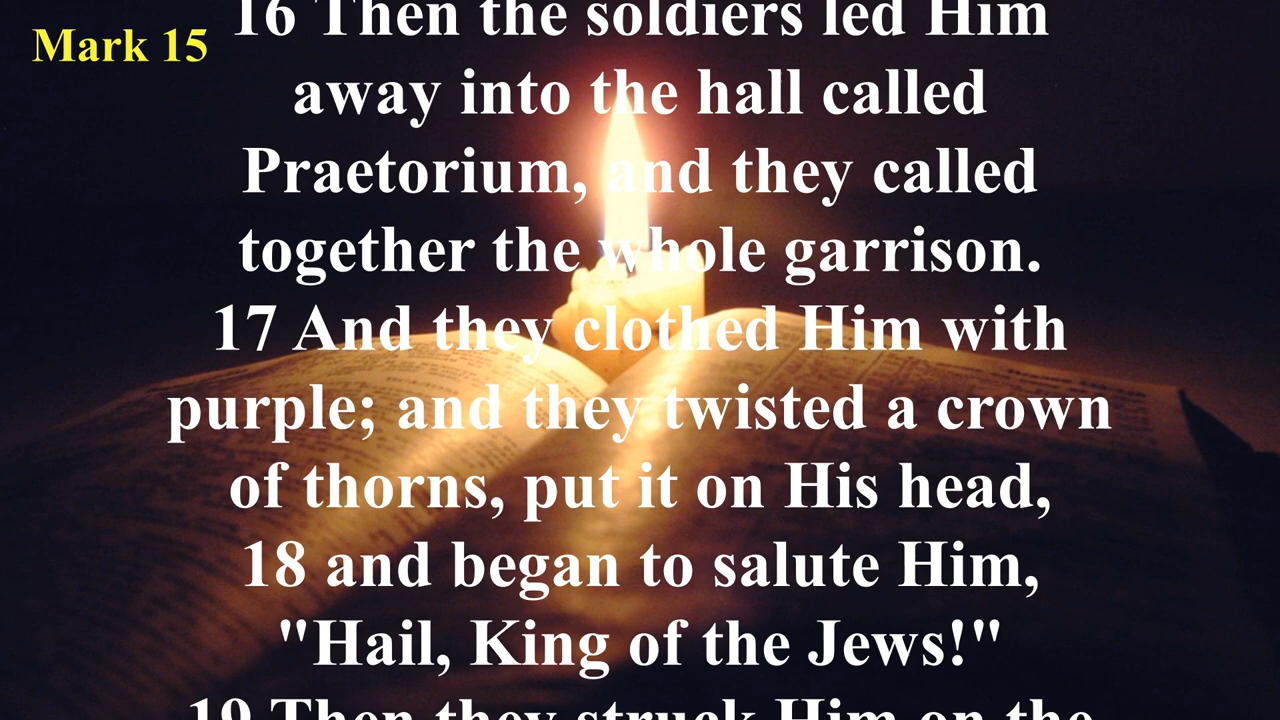 Mark 15
16 Then the soldiers led Him
away into the hall called
Praetorium, and they called
together the whole garrison.
17 And they clothed Him with
purple; and they twisted a crown
of thorns, put it on His head,
18 and began to salute Him,
"Hail, King of the Jews!"
19 Then they struck Him on the